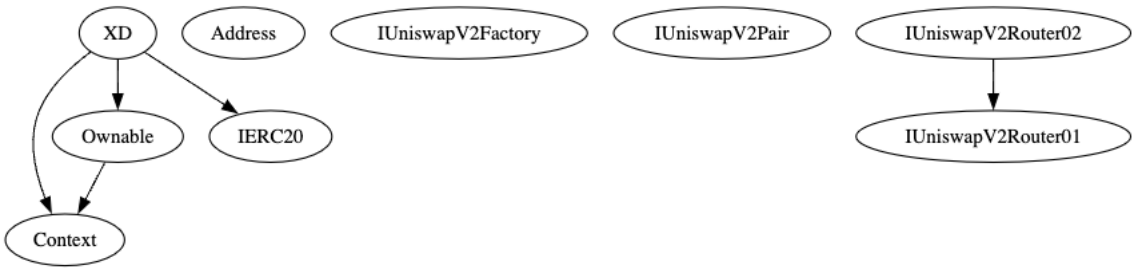 XD
Address
IUniswapV2Factory
IUniswapV2Pair
IUniswapV2Router02
Ownable
IERC20
IUniswapV2Router01
Context